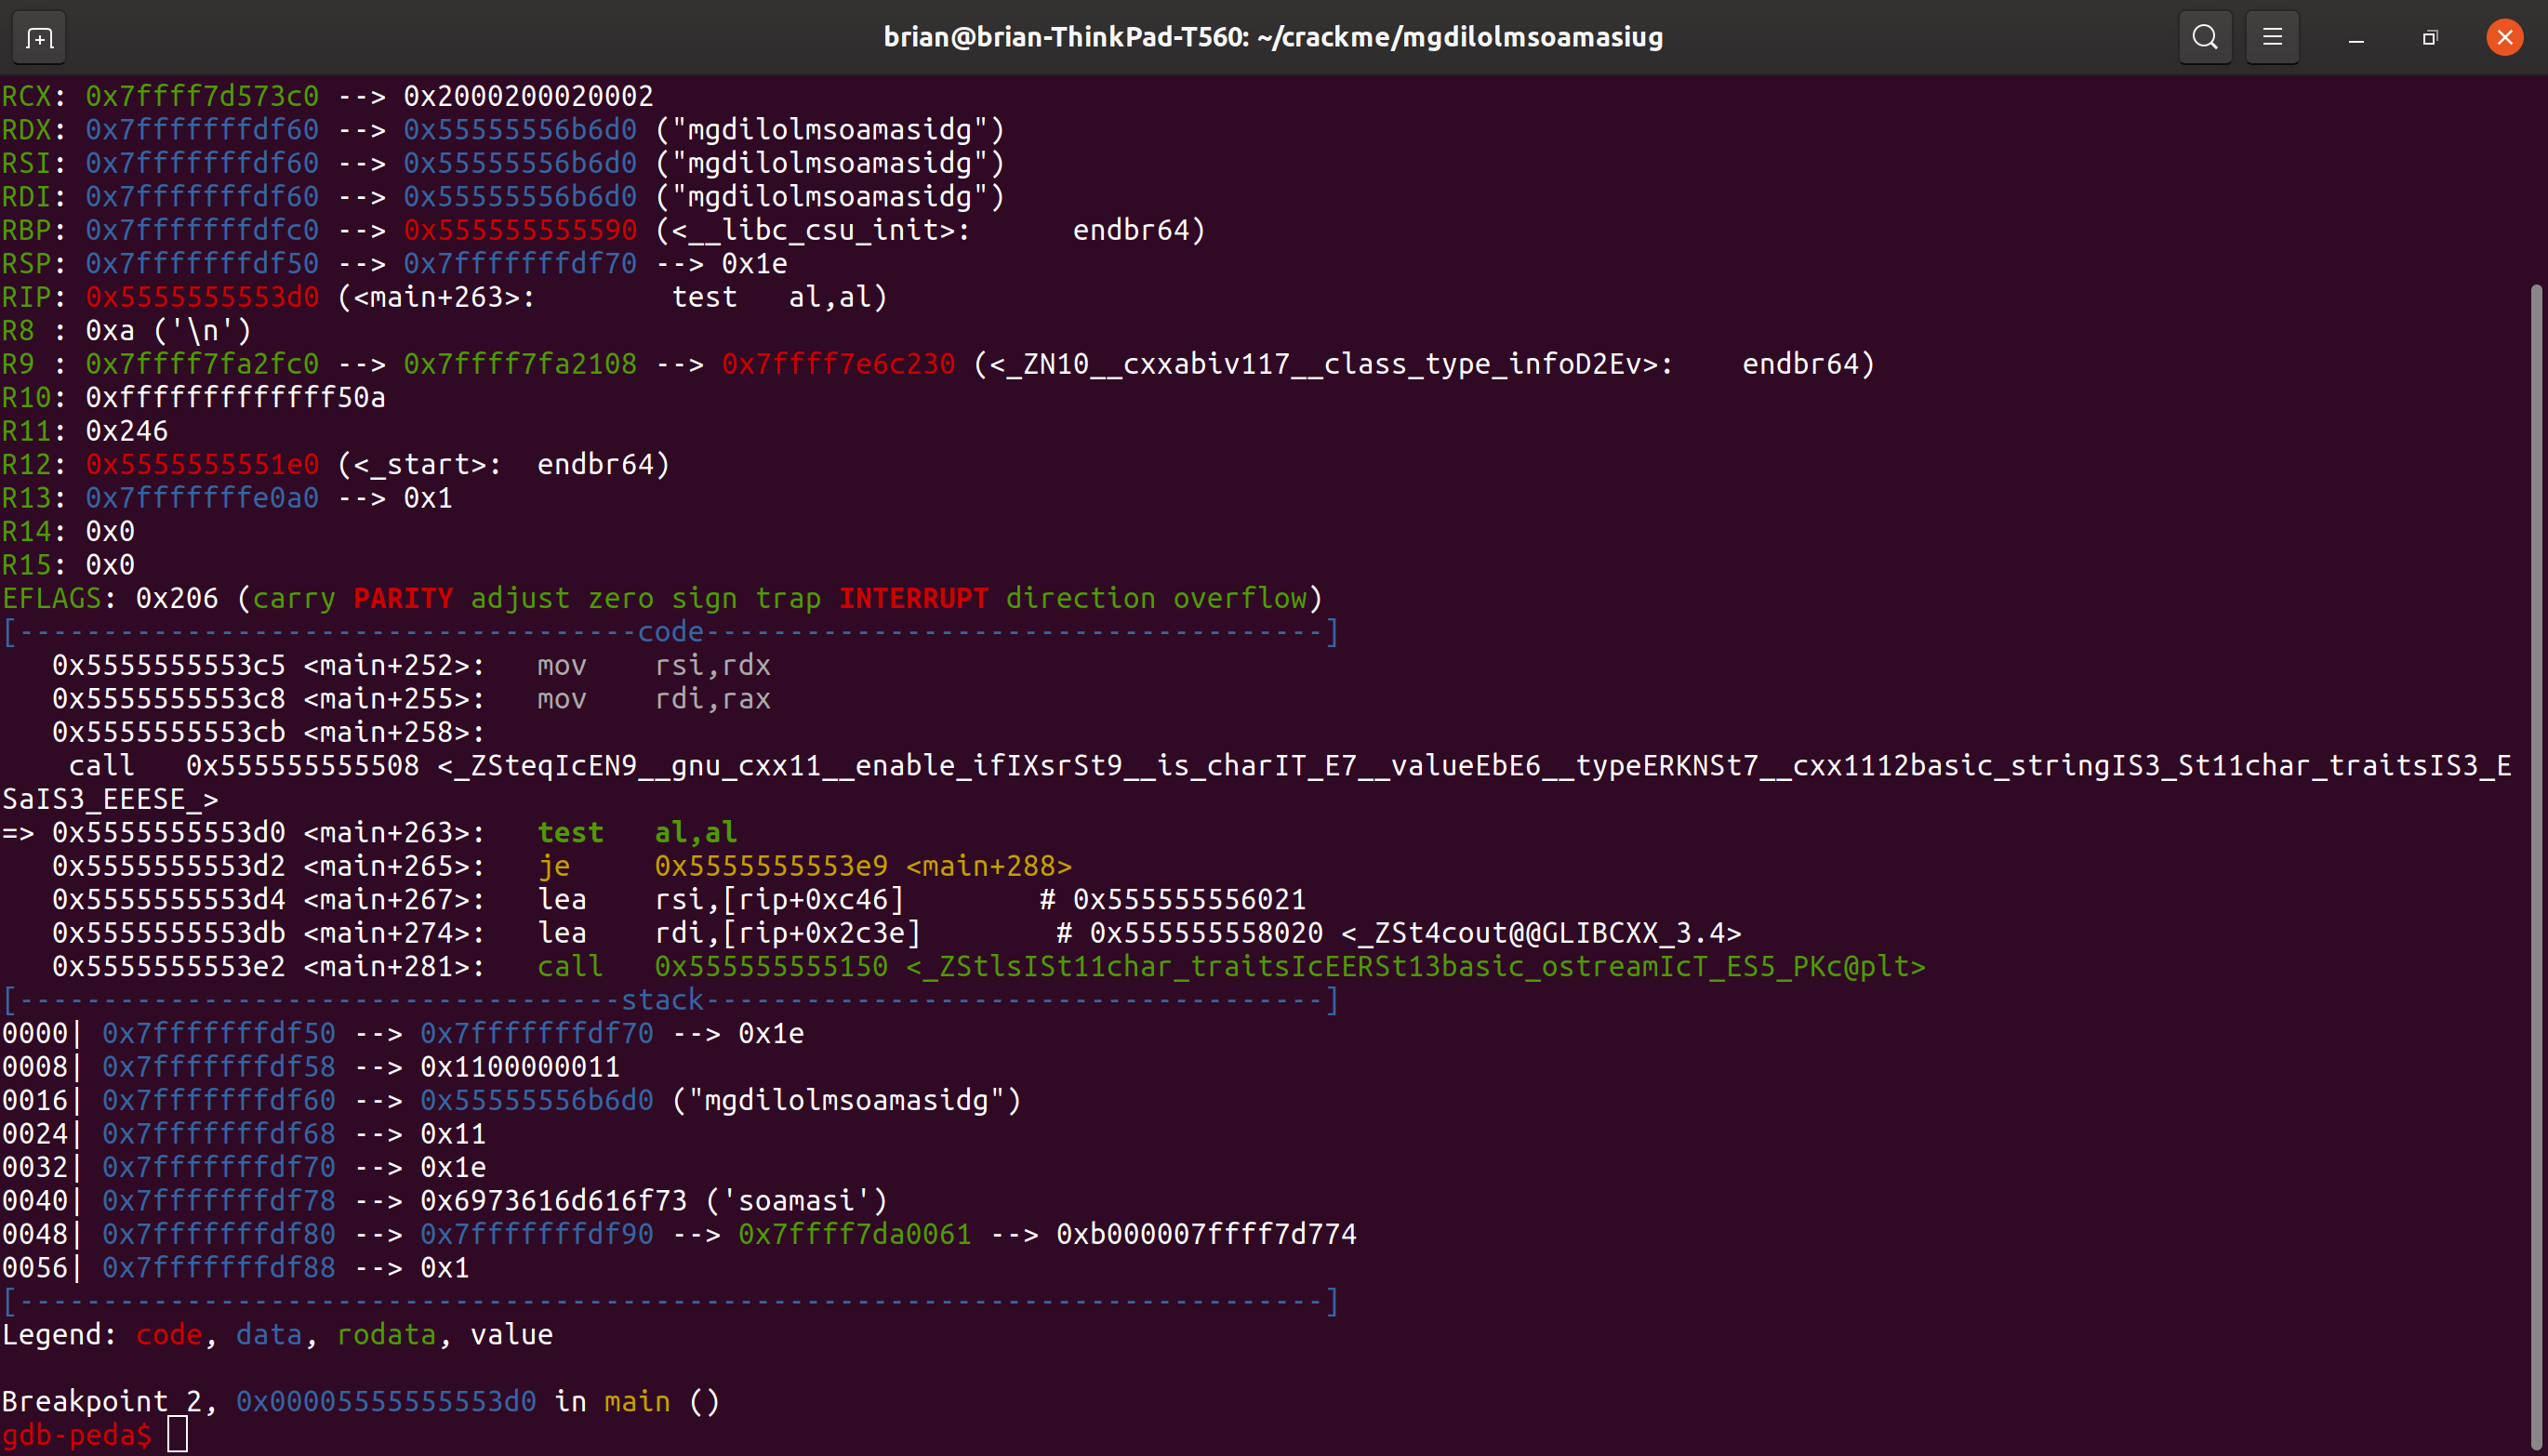 brian@brian-ThinkPad-T560: ~/crackme/mgdilolmsoamasiug
RCX: 0x7ffff7d573c0 --> 0x2000200020002
RDX: 0x7fffffffdf60 --> 0x55555556b6d0 ("mgdilolmsoamasidg")
RSI: 0x7fffffffdf60 --> 0x55555556b6d0 ("mgdilolmsoamasidg")
RDI: 0x7fffffffdf60 --> 0x55555556b6d0 ("mgdilolmsoamasidg")
RBP: 0x7fffffffdfc0 --> 0x555555555590 (<__libc_csu_init>:       endbr64)
RSP: 0x7fffffffdf50 --> 0x7fffffffdf70 --> 0x1e
RIP: 0x5555555553d0 (<main+263>:        test   al,al)
R8 : 0xa ('\n')
R9 : 0x7ffff7fa2fc0 --> 0x7ffff7fa2108 --> 0x7ffff7e6c230 (<_ZN10__cxxabiv117__class_type_infoD2Ev>:    endbr64)
R10: 0xfffffffffffff50a
R11: 0x246
R12: 0x5555555551e0 (<_start>:  endbr64)
R13: 0x7fffffffe0a0 --> 0x1
R14: 0x0
R15: 0x0
EFLAGS: 0x206 (carry PARITY adjust zero sign trap INTERRUPT direction overflow)
[-------------------------------------code-------------------------------------]
   0x5555555553c5 <main+252>:   mov    rsi,rdx
   0x5555555553c8 <main+255>:   mov    rdi,rax
   0x5555555553cb <main+258>:
    call   0x555555555508 <_ZSteqIcEN9__gnu_cxx11__enable_ifIXsrSt9__is_charIT_E7__valueEbE6__typeERKNSt7__cxx1112basic_stringIS3_St11char_traitsIS3_E
SaIS3_EEESE_>
=> 0x5555555553d0 <main+263>:   test   al,al
   0x5555555553d2 <main+265>:   je     0x5555555553e9 <main+288>
   0x5555555553d4 <main+267>:   lea    rsi,[rip+0xc46]        # 0x555555556021
   0x5555555553db <main+274>:   lea    rdi,[rip+0x2c3e]        # 0x555555558020 <_ZSt4cout@@GLIBCXX_3.4>
   0x5555555553e2 <main+281>:   call   0x555555555150 <_ZStlsISt11char_traitsIcEERSt13basic_ostreamIcT_ES5_PKc@plt>
[------------------------------------stack-------------------------------------]
0000| 0x7fffffffdf50 --> 0x7fffffffdf70 --> 0x1e
0008| 0x7fffffffdf58 --> 0x1100000011
0016| 0x7fffffffdf60 --> 0x55555556b6d0 ("mgdilolmsoamasidg")
0024| 0x7fffffffdf68 --> 0x11
0032| 0x7fffffffdf70 --> 0x1e
0040| 0x7fffffffdf78 --> 0x6973616d616f73 ('soamasi')
0048| 0x7fffffffdf80 --> 0x7fffffffdf90 --> 0x7ffff7da0061 --> 0xb000007ffff7d774
0056| 0x7fffffffdf88 --> 0x1
[------------------------------------------------------------------------------]
Legend: code, data, rodata, value
Breakpoint 2, 0x00005555555553d0 in main ()
gdb-peda$